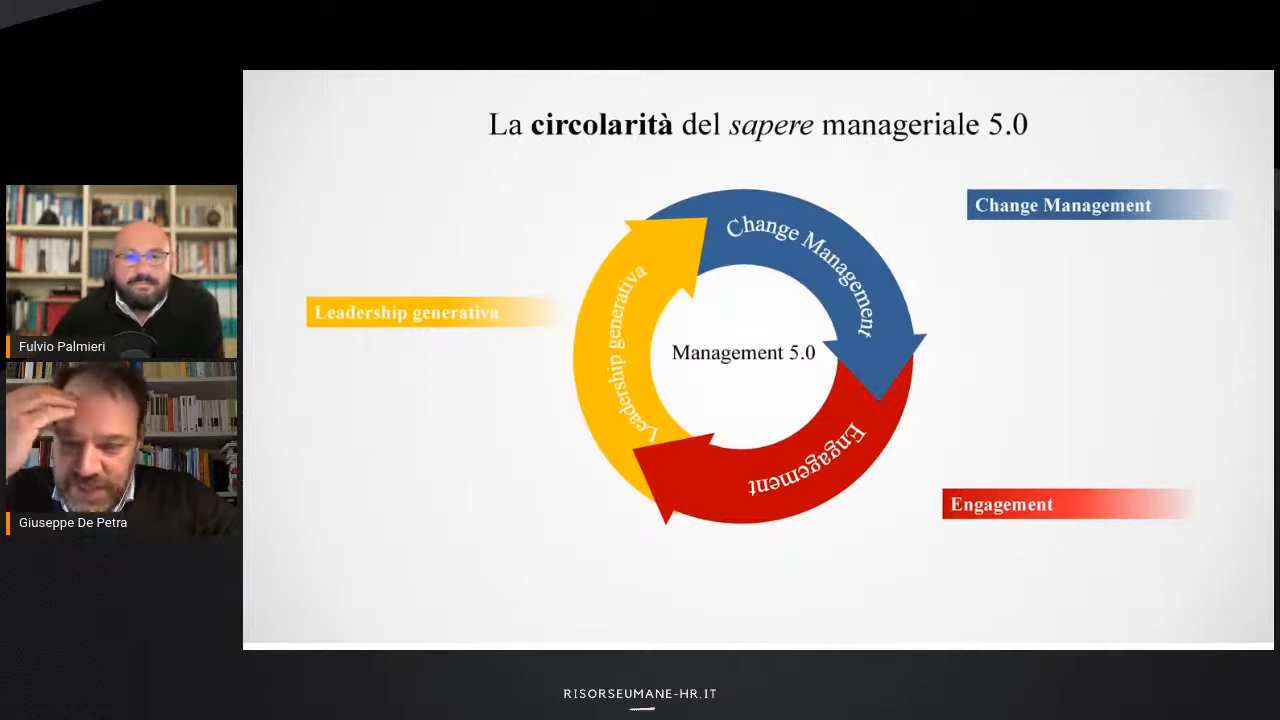 La circolarità del sapere manageriale 5.0
Change Management
Change Management
Leadership generativa
Leadership generativa
Management 5.0
Engagement
Engagement
Fulvio Palmieri
Giuseppe De Petra
RISORSEUMANE-HR.IT